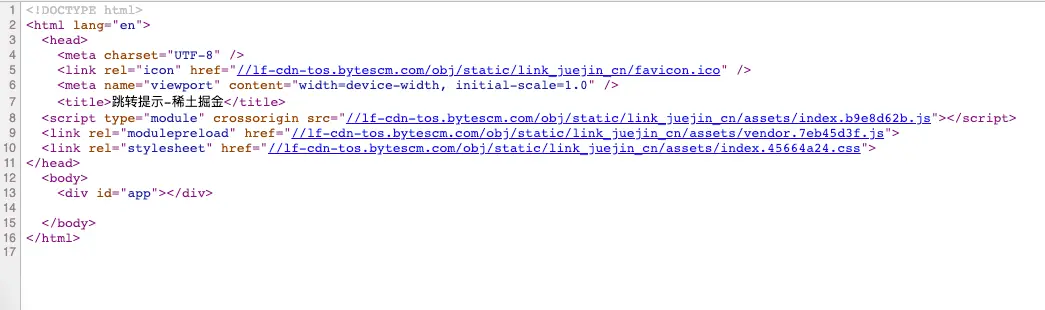 1 <!DOCTYPE html>
2 <html lang="en">
3   <head>
4     <meta charset="UTF-8" />
5     <link rel="icon" href="//lf-cdn-tos.bytescm.com/obj/static/link_juejin_cn/favicon.ico" />
6     <meta name="viewport" content="width=device-width, initial-scale=1.0" />
7     <title>跳转提示-稀土掘金</title>
8   <script type="module" crossorigin src="//lf-cdn-tos.bytescm.com/obj/static/link_juejin_cn/assets/index.b9e8d62b.js"></script>
9   <link rel="modulepreload" href="//lf-cdn-tos.bytescm.com/obj/static/link_juejin_cn/assets/vendor.7eb45d3f.js">
10   <link rel="stylesheet" href="//lf-cdn-tos.bytescm.com/obj/static/link_juejin_cn/assets/index.45664a24.css">
11 </head>
12   <body>
13     <div id="app"></div>
14
15   </body>
16 </html>
17